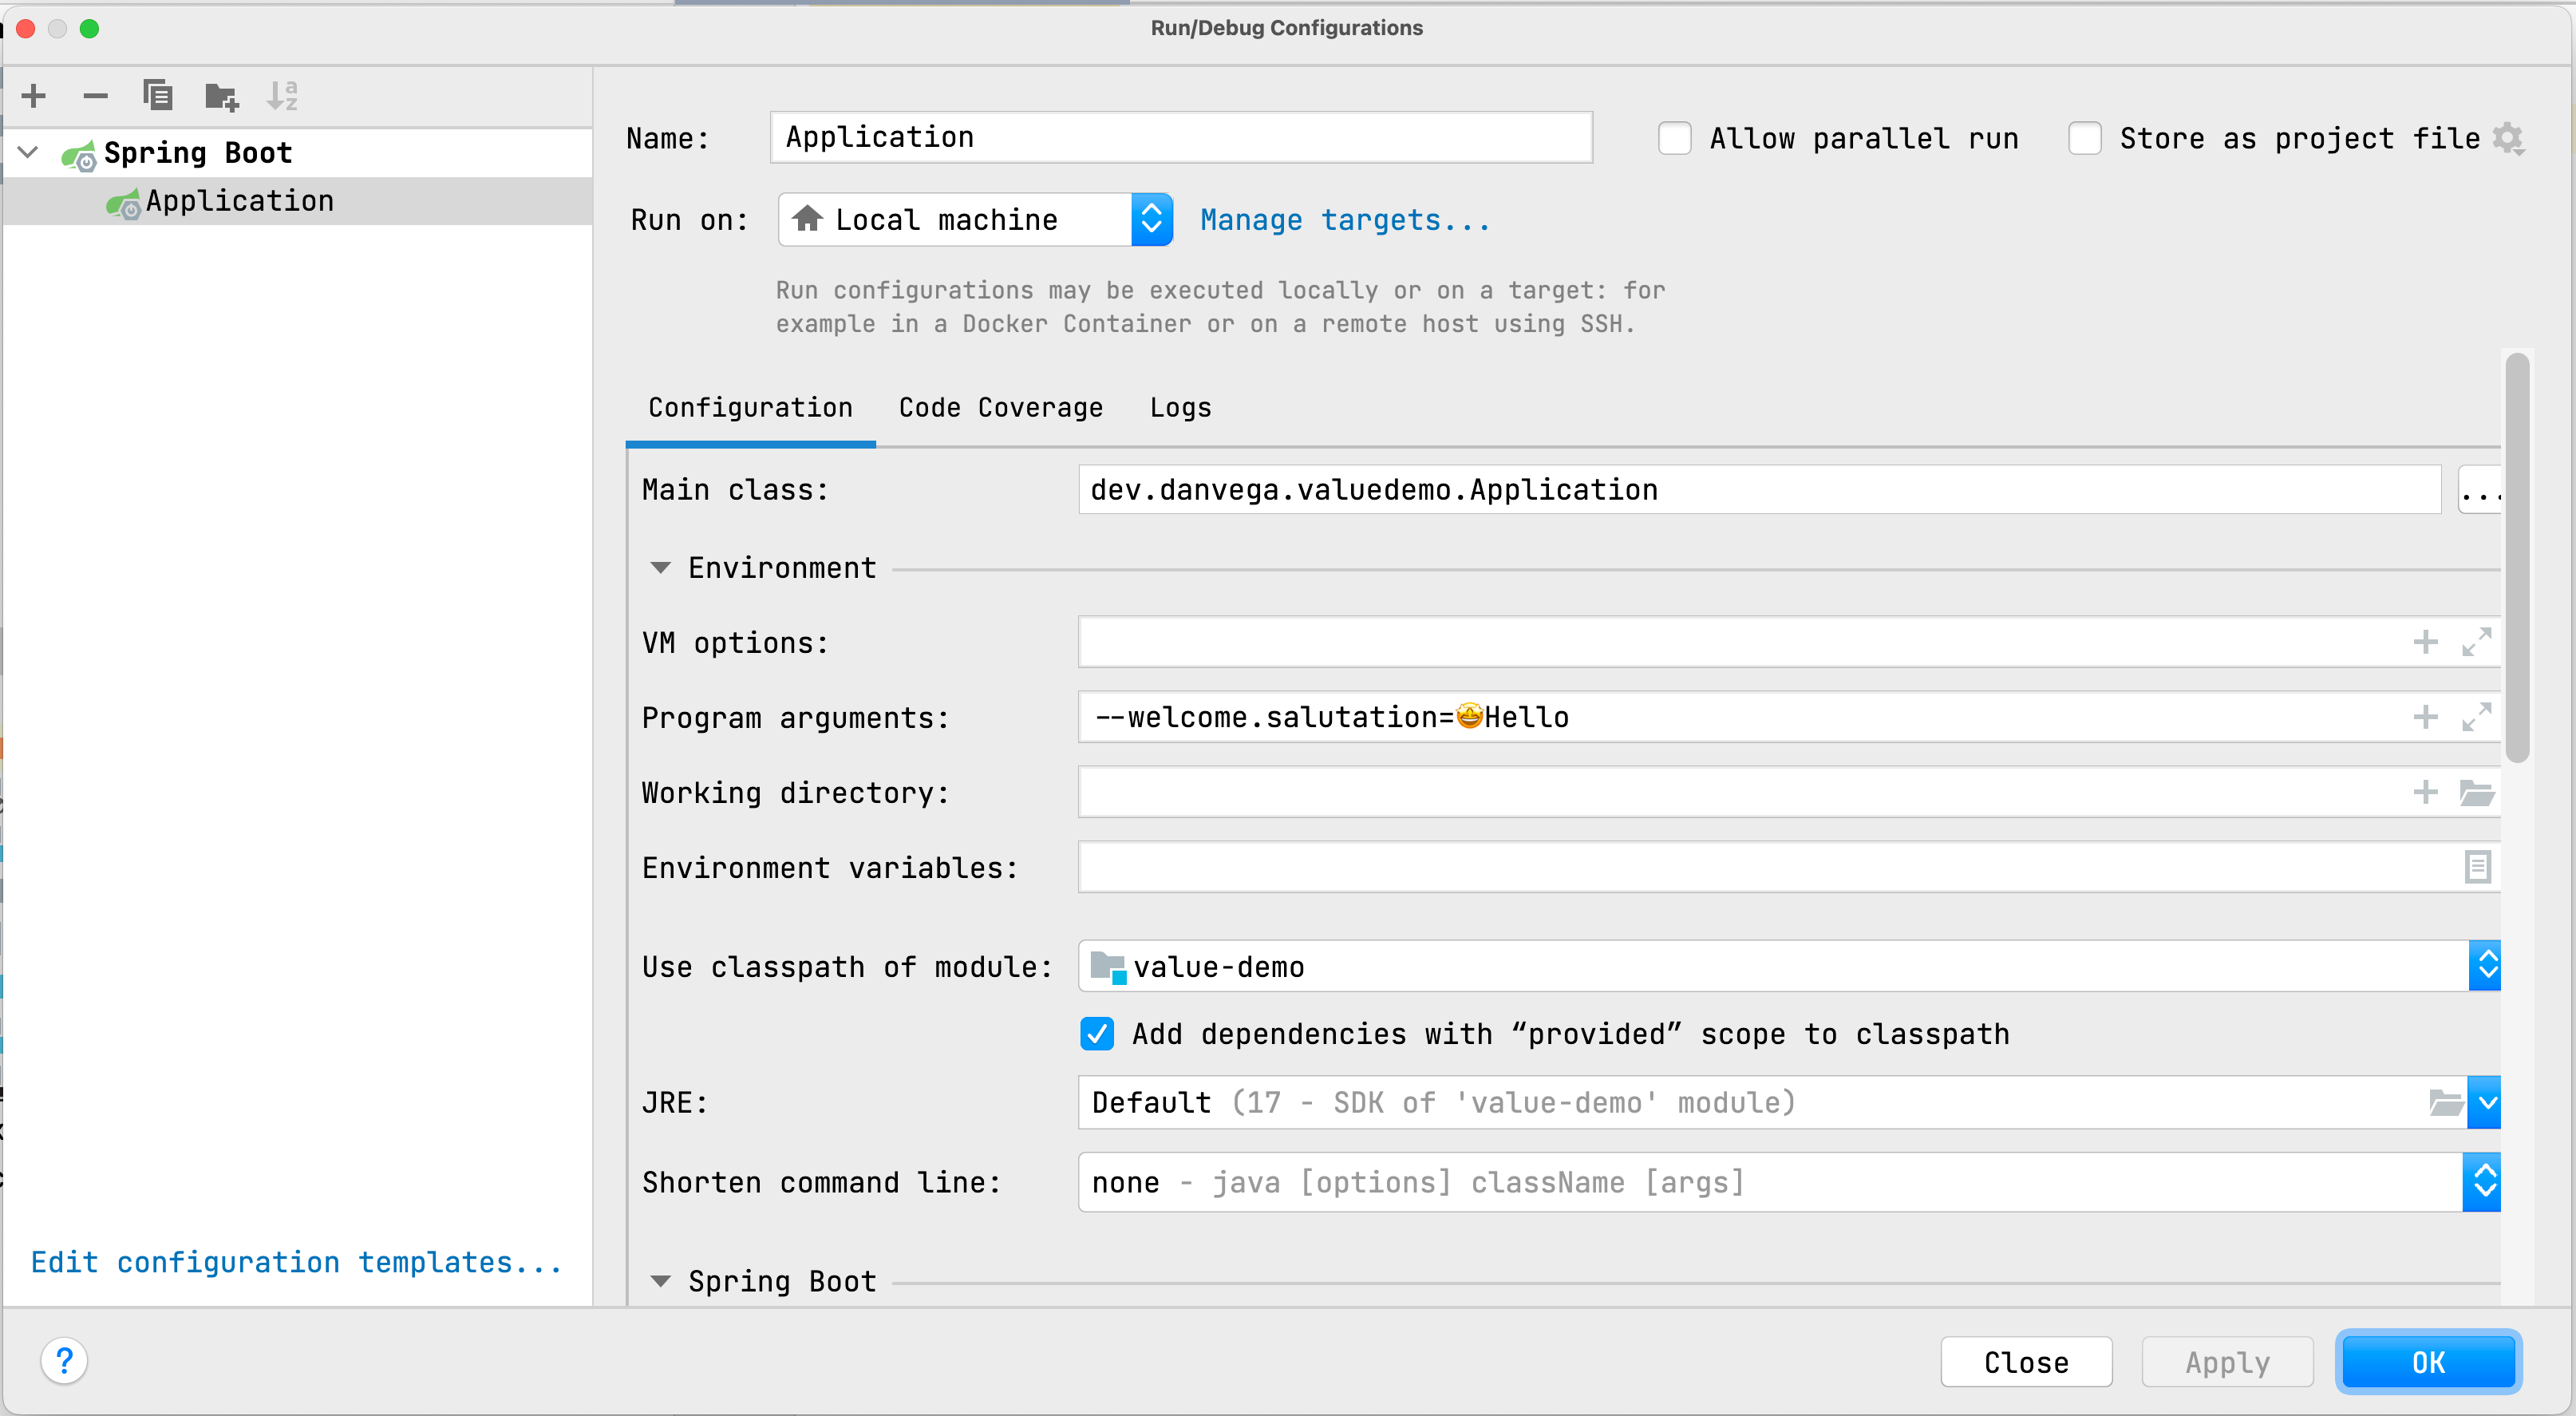 Run/Debug Configurations
Spring Boot
Application
Edit configuration templates...
Name: Application
Allow parallel run
Store as project file
Run on: Local machine Manage targets...
Run configurations may be executed locally or on a target: for
example in a Docker Container or on a remote host using SSH.
Configuration Code Coverage Logs
Main class: dev.danvega.valuedemo.Application ...
Environment
VM options:
Program arguments: --welcome.salutation=🤩Hello
Working directory:
Environment variables:
Use classpath of module: value-demo
Add dependencies with “provided” scope to classpath
JRE: Default (17 - SDK of 'value-demo' module)
Shorten command line: none - java [options] className [args]
Spring Boot
? Close Apply OK